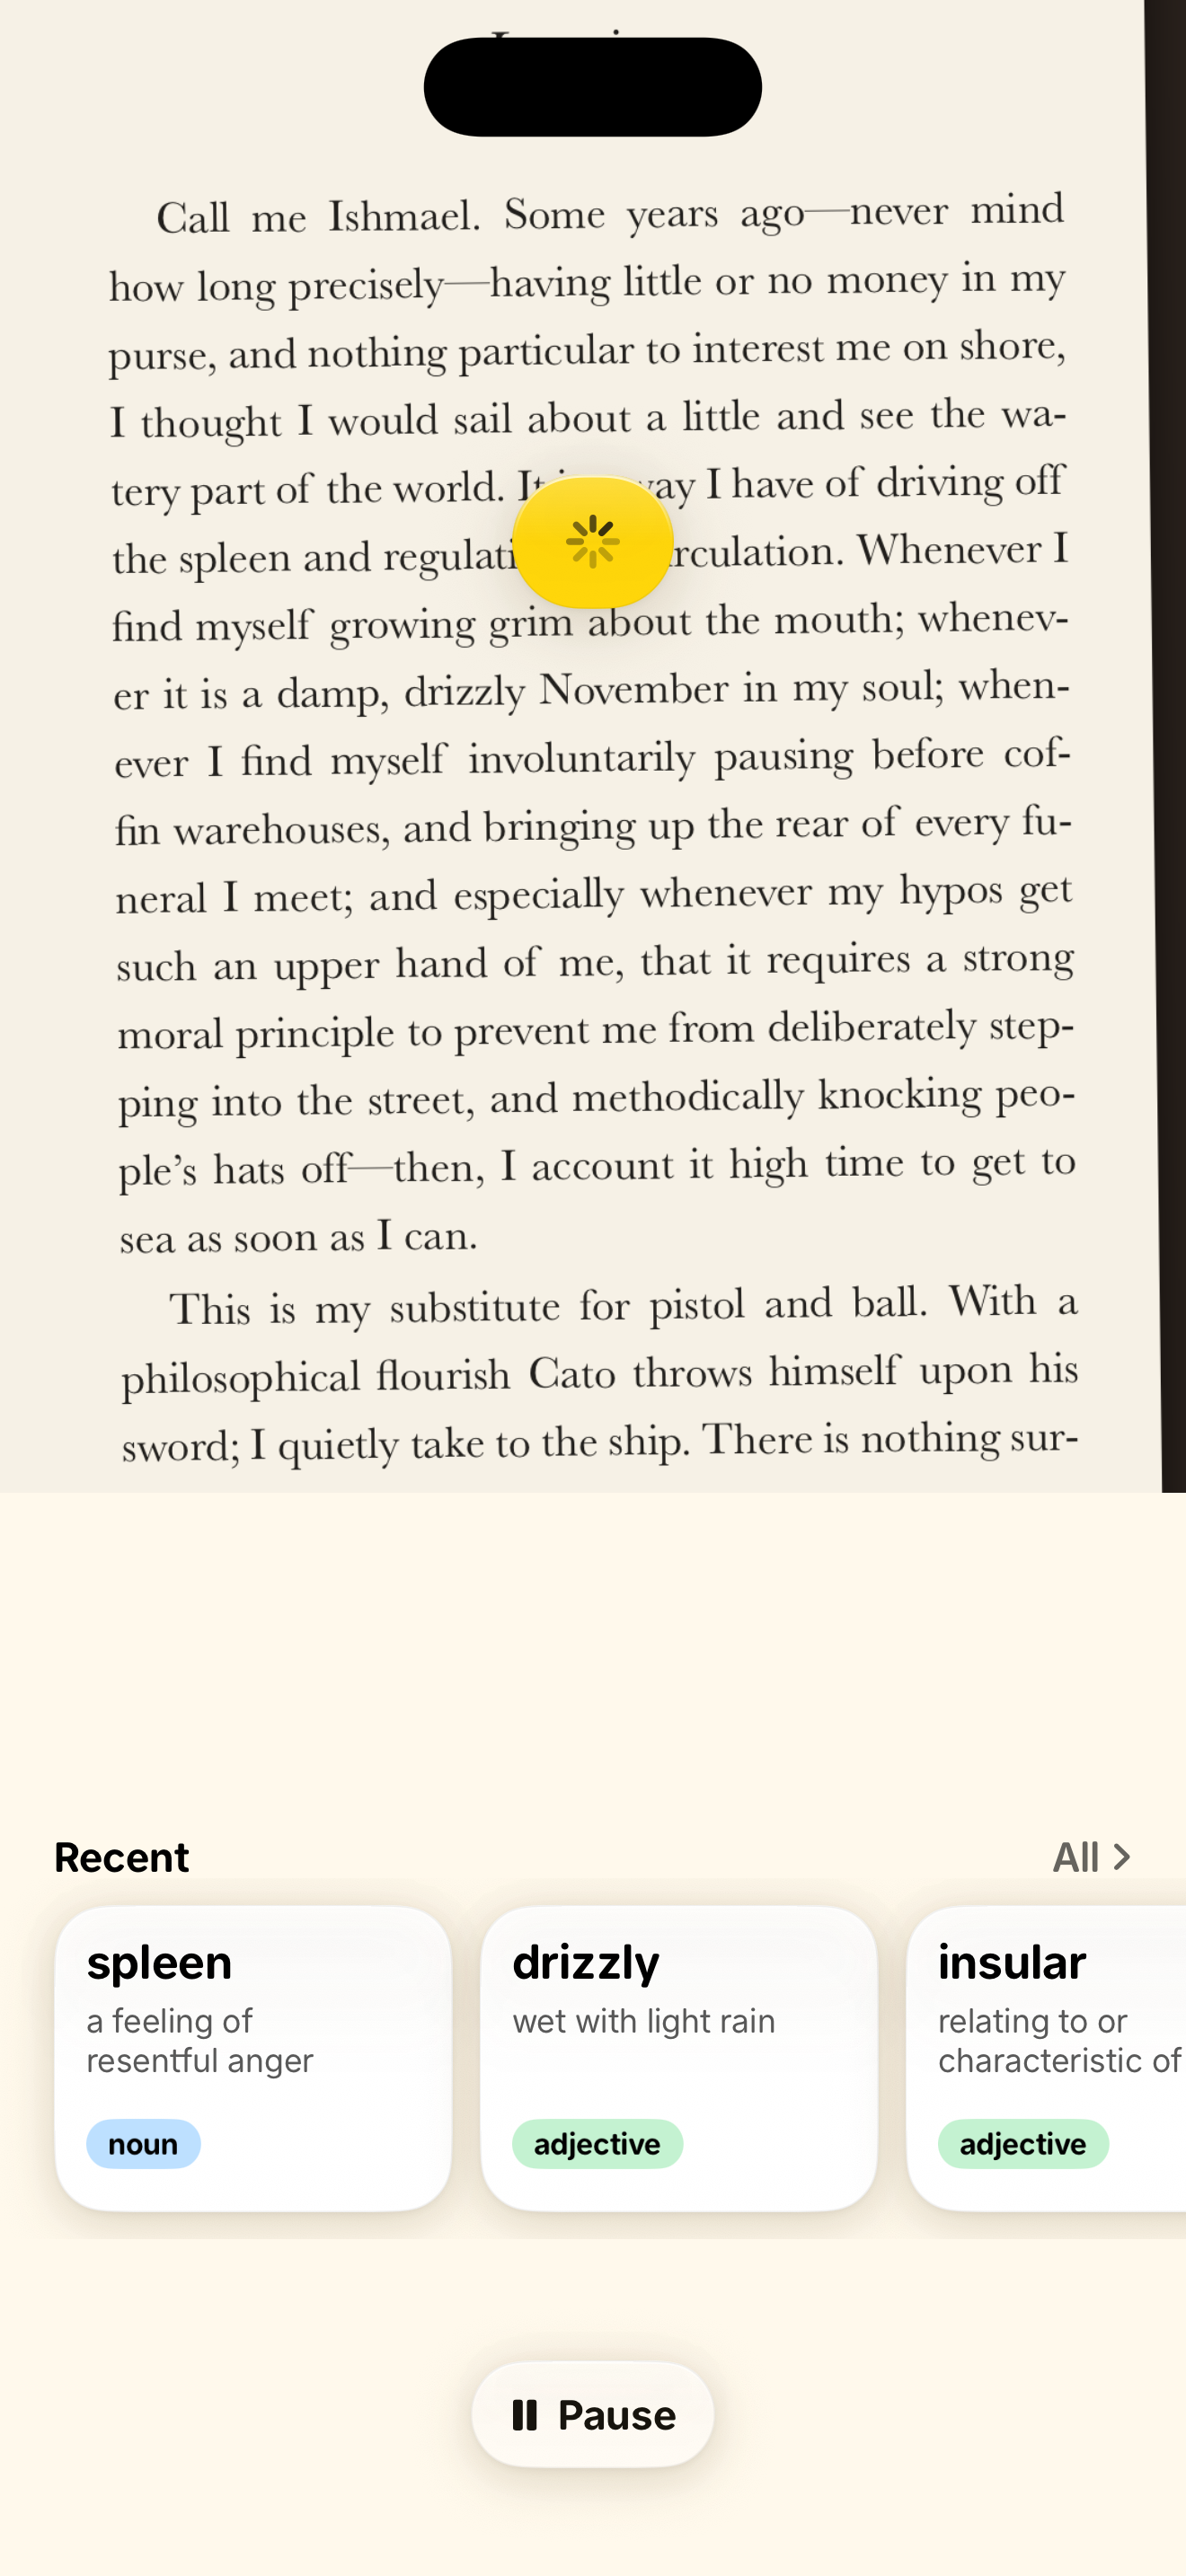 Call me Ishmael. Some years ago—never mind
how long precisely—having little or no money in my
purse, and nothing particular to interest me on shore,
I thought I would sail about a little and see the wa-
tery part of the world. It I have of driving off
the spleen and Whenever I
find myself growing grim about the mouth; whenev-
er it is a damp, drizzly November in my soul; when-
ever I find myself involuntarily pausing before cof-
fin warehouses, and bringing up the rear of every fu-
neral I meet; and especially whenever my hypos get
such an upper hand of me, that it requires a strong
moral principle to prevent me from deliberately step-
ping into the street, and methodically knocking peo-
ple’s hats off—then, I account it high time to get to
sea as soon as I can.
This is my substitute for pistol and ball. With a
philosophical flourish Cato throws himself upon his
sword; I quietly take to the ship. There is nothing sur-
Recent
All
spleen
a feeling of
resentful anger
noun
drizzly
wet with light rain
adjective
insular
relating to or
characteristic of
adjective
Pause